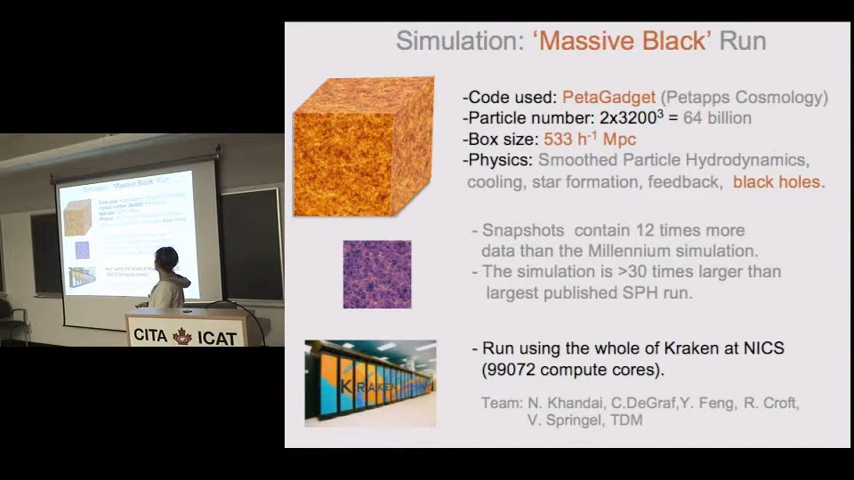 Simulation: ‘Massive Black’ Run
-Code used: PetaGadget (Petapps Cosmology)
-Particle number: 2x3200³ = 64 billion
-Box size: 533 h⁻¹ Mpc
-Physics: Smoothed Particle Hydrodynamics,
cooling, star formation, feedback, black holes.
- Snapshots contain 12 times more
data than the Millennium simulation.
- The simulation is >30 times larger than
largest published SPH run.
KRAKEN
- Run using the whole of Kraken at NICS
(99072 compute cores).
Team: N. Khandai, C.DeGraf,Y. Feng, R. Croft,
V. Springel, TDM
CITA ICAT